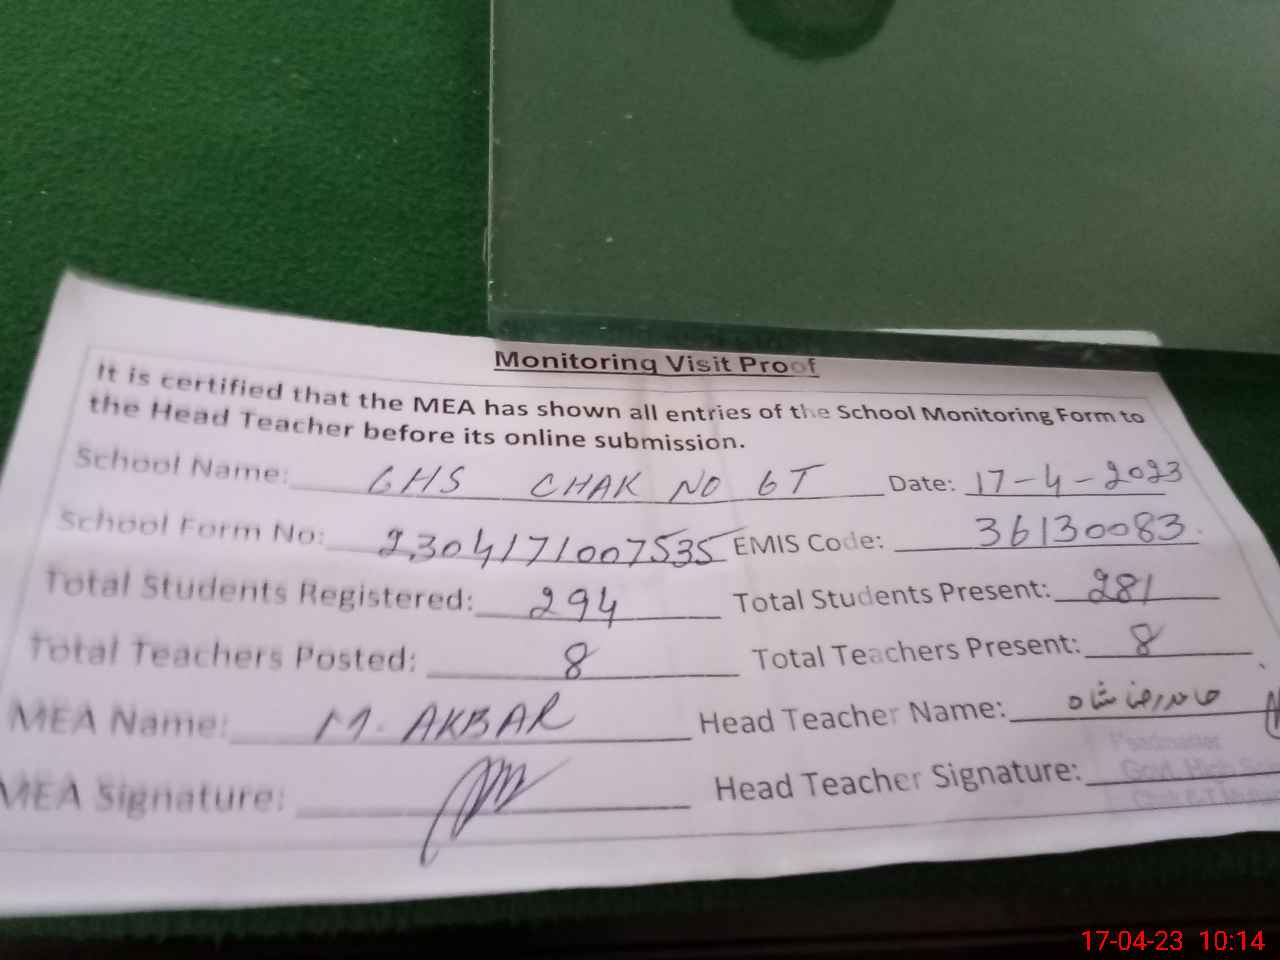 Monitoring Visit Proof
It is certified that the MEA has shown all entries of the School Monitoring Form to
the Head Teacher before its online submission.
School Name: GHS CHAK NO 6T Date: 17-4-2023
School Form No: 2304171007535 EMIS Code: 36130083.
Total Students Registered: 294 Total Students Present: 281
Total Teachers Posted: 8 Total Teachers Present: 8
MEA Name: M. AKBAR Head Teacher Name: حامد رضا شاہ
MEA Signature: Head Teacher Signature:
Headmaster
Govt. High
17-04-23 10:14